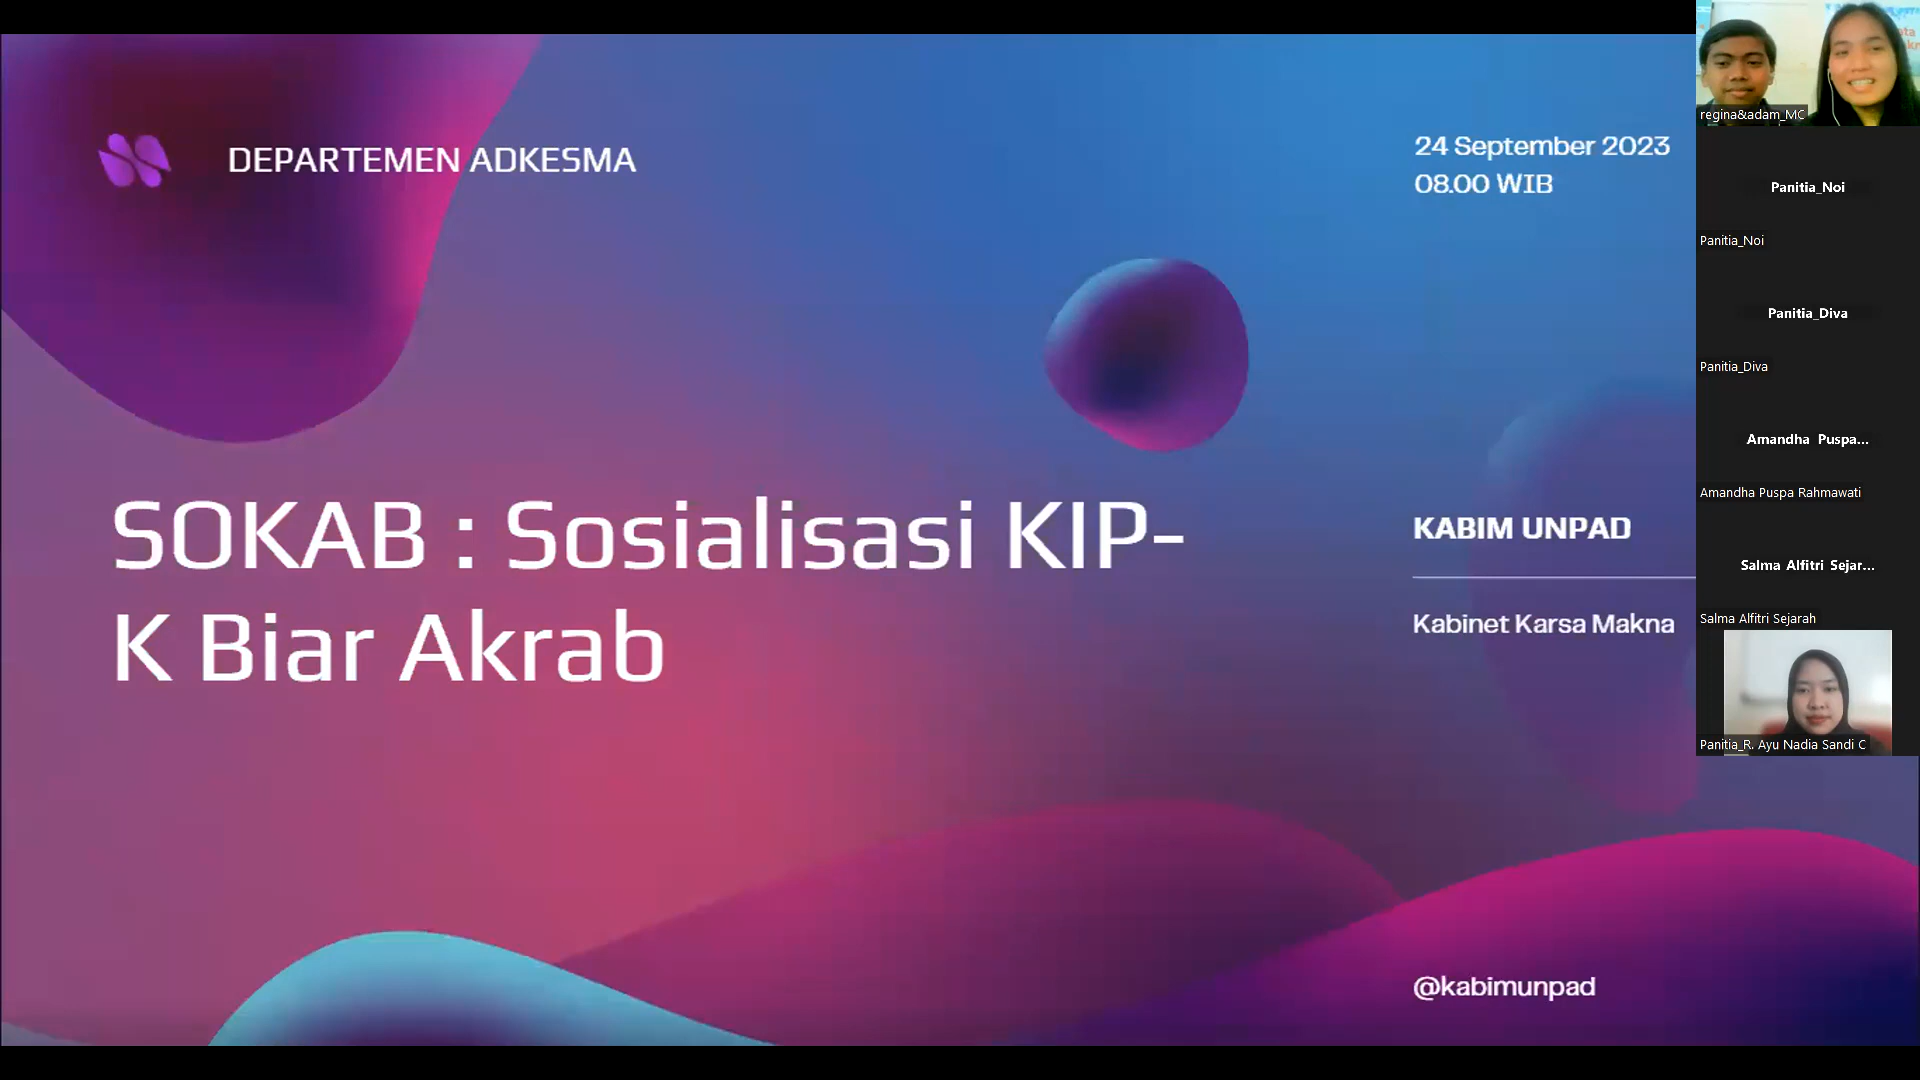 DEPARTEMEN ADKESMA
24 September 2023
08.00 WIB
SOKAB : Sosialisasi KIP-
K Biar Akrab
KABIM UNPAD
Kabinet Karsa Makna
@kabimunpad
regina&adam_MC
Panitia_Noi
Panitia_Noi
Panitia_Diva
Panitia_Diva
Amandha Puspa...
Amandha Puspa Rahmawati
Salma Alfitri Sejar...
Salma Alfitri Sejarah
Panitia_R. Ayu Nadia Sandi C